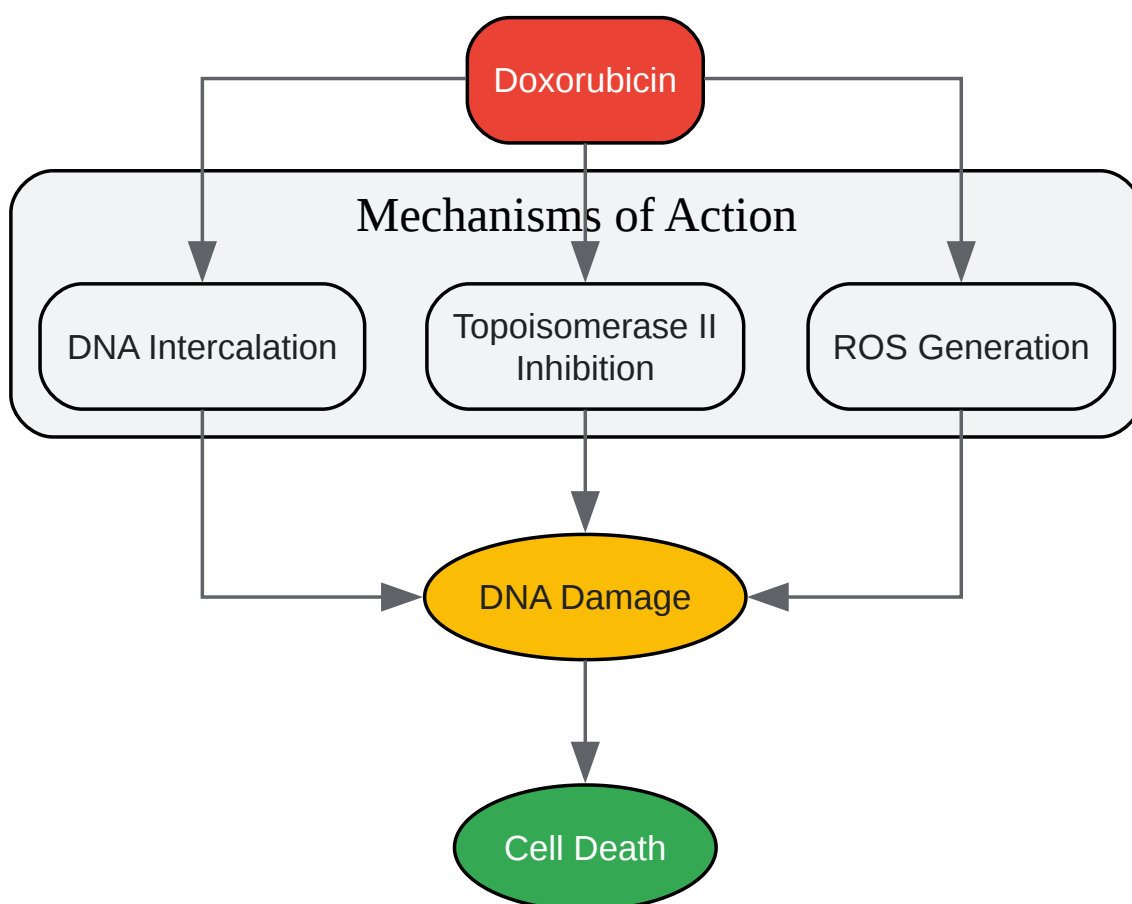 Doxorubicin
Mechanisms of Action
DNA Intercalation
Topoisomerase II
Inhibition
ROS Generation
DNA Damage
Cell Death